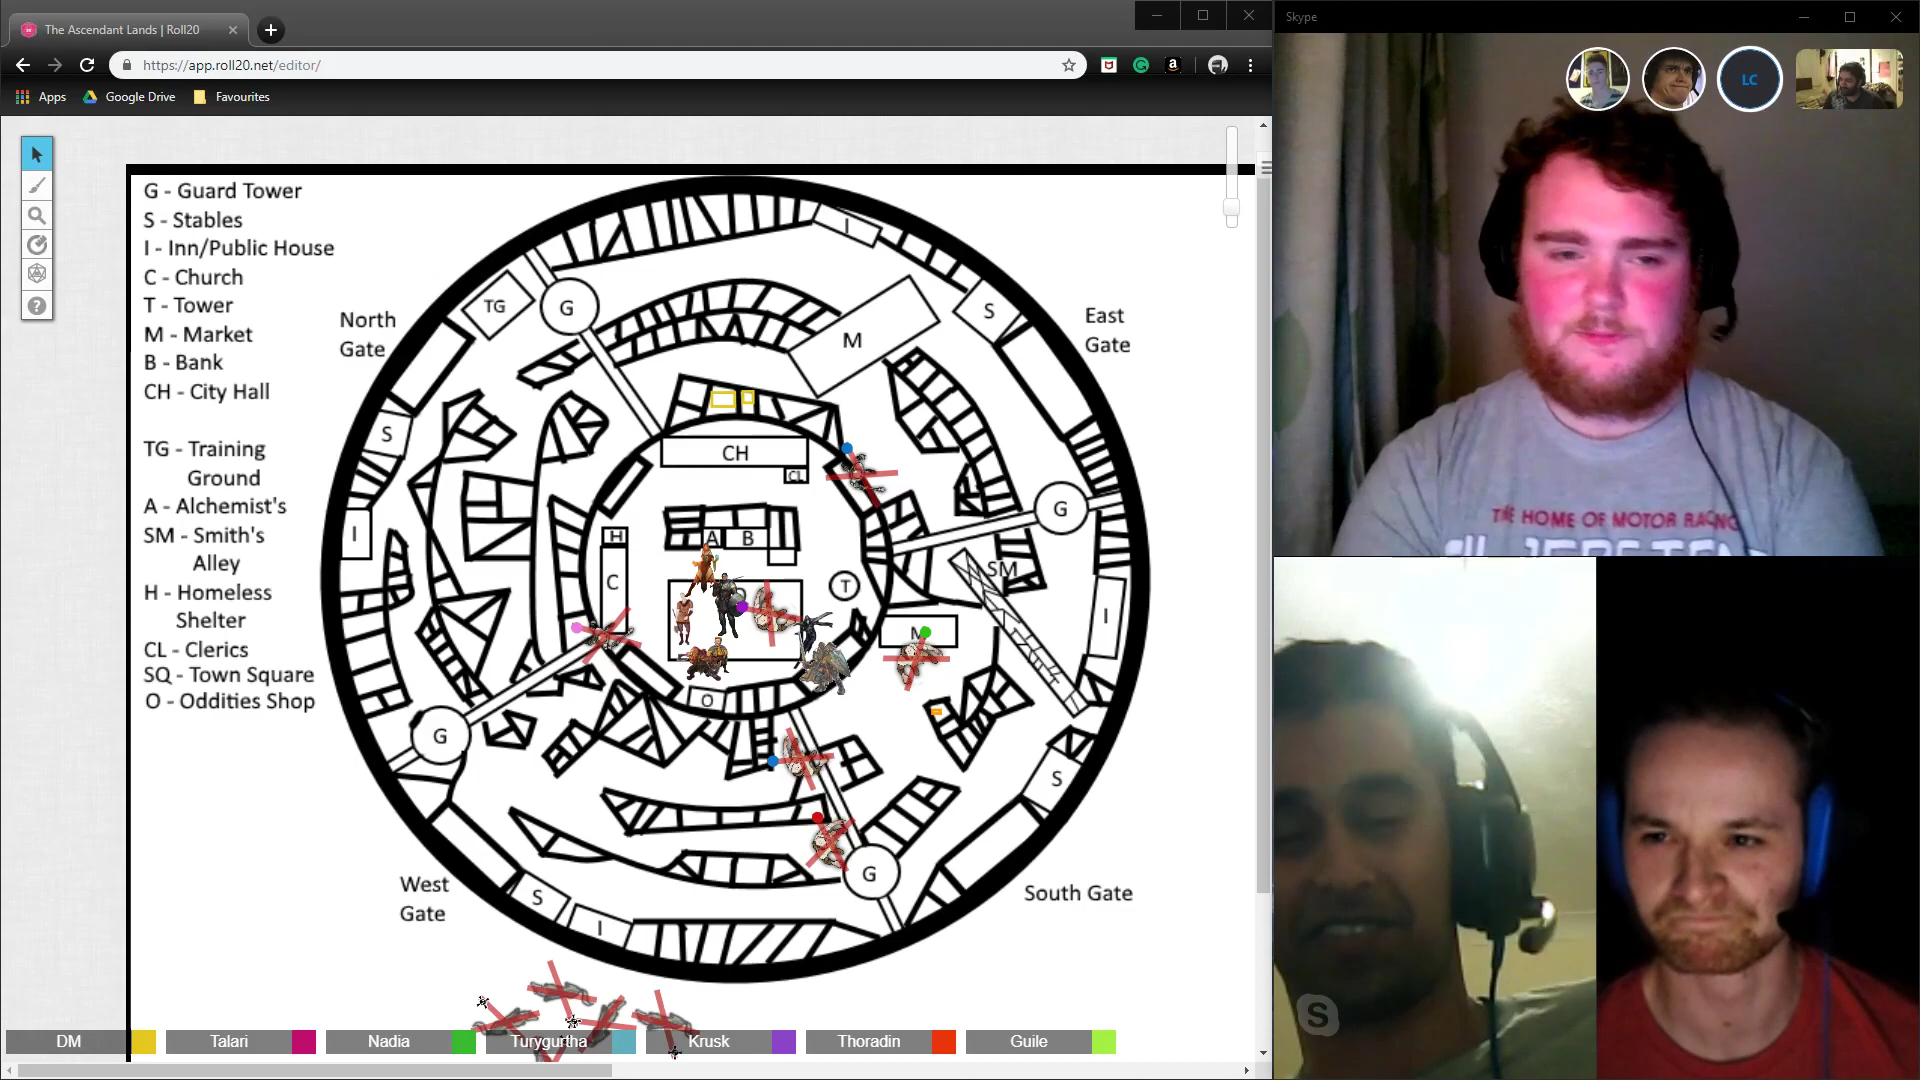 The Ascendant Lands | Roll20
https://app.roll20.net/editor/
Apps Google Drive Favourites
Skype
LC
G - Guard Tower
S - Stables
I - Inn/Public House
C - Church
T - Tower
M - Market
B - Bank
CH - City Hall
TG - Training
Ground
A - Alchemist's
SM - Smith's
Alley
H - Homeless
Shelter
CL - Clerics
SQ - Town Square
O - Oddities Shop
North
Gate
East
Gate
West
Gate
South Gate
I
TG
G
S
M
S
CH
CL
G
I
H
A
B
C
T
SM
I
M
O
G
S
G
S
I
THE HOME OF MOTOR RACING
DM
Talari
Nadia
Turygurtha
Krusk
Thoradin
Guile
S